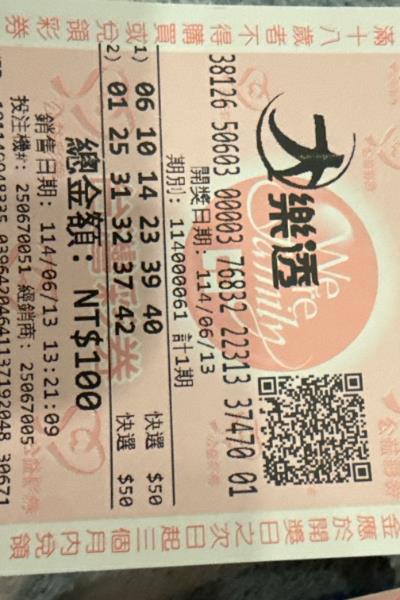 滿十八歲者不得購買或兌領彩券
大樂透
38126 50603 00003 76832 22313 37470 01
開獎日期: 114/06/13
期別: 114000061 計1期
1) 06 10 14 23 39 40 快選 $50
2) 01 25 31 32 37 42 快選 $50
總金額: NT$100
銷售日期: 114/06/13 13:21:09
投注機#: 250670051 經銷商: 25067005
金應於開獎日之次日起三個月內兌領